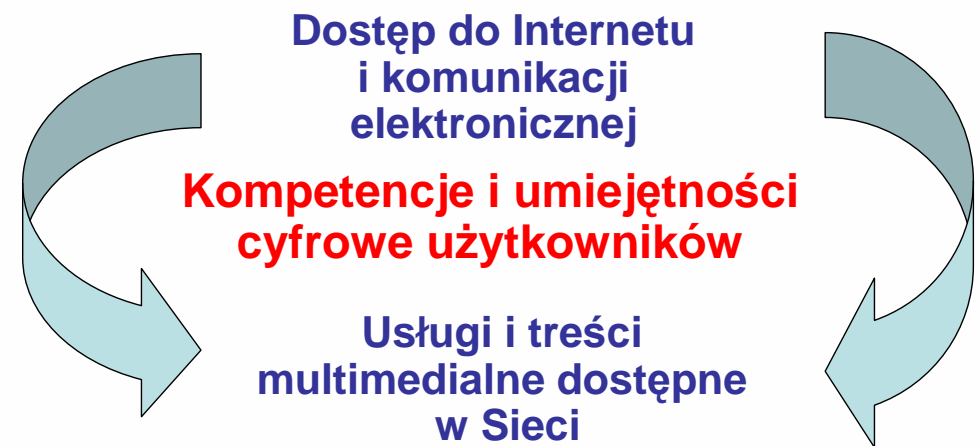 Dostęp do Internetu
i komunikacji
elektronicznej
Kompetencje i umiejętności
cyfrowe użytkowników
Usługi i treści
multimedialne dostępne
w Sieci